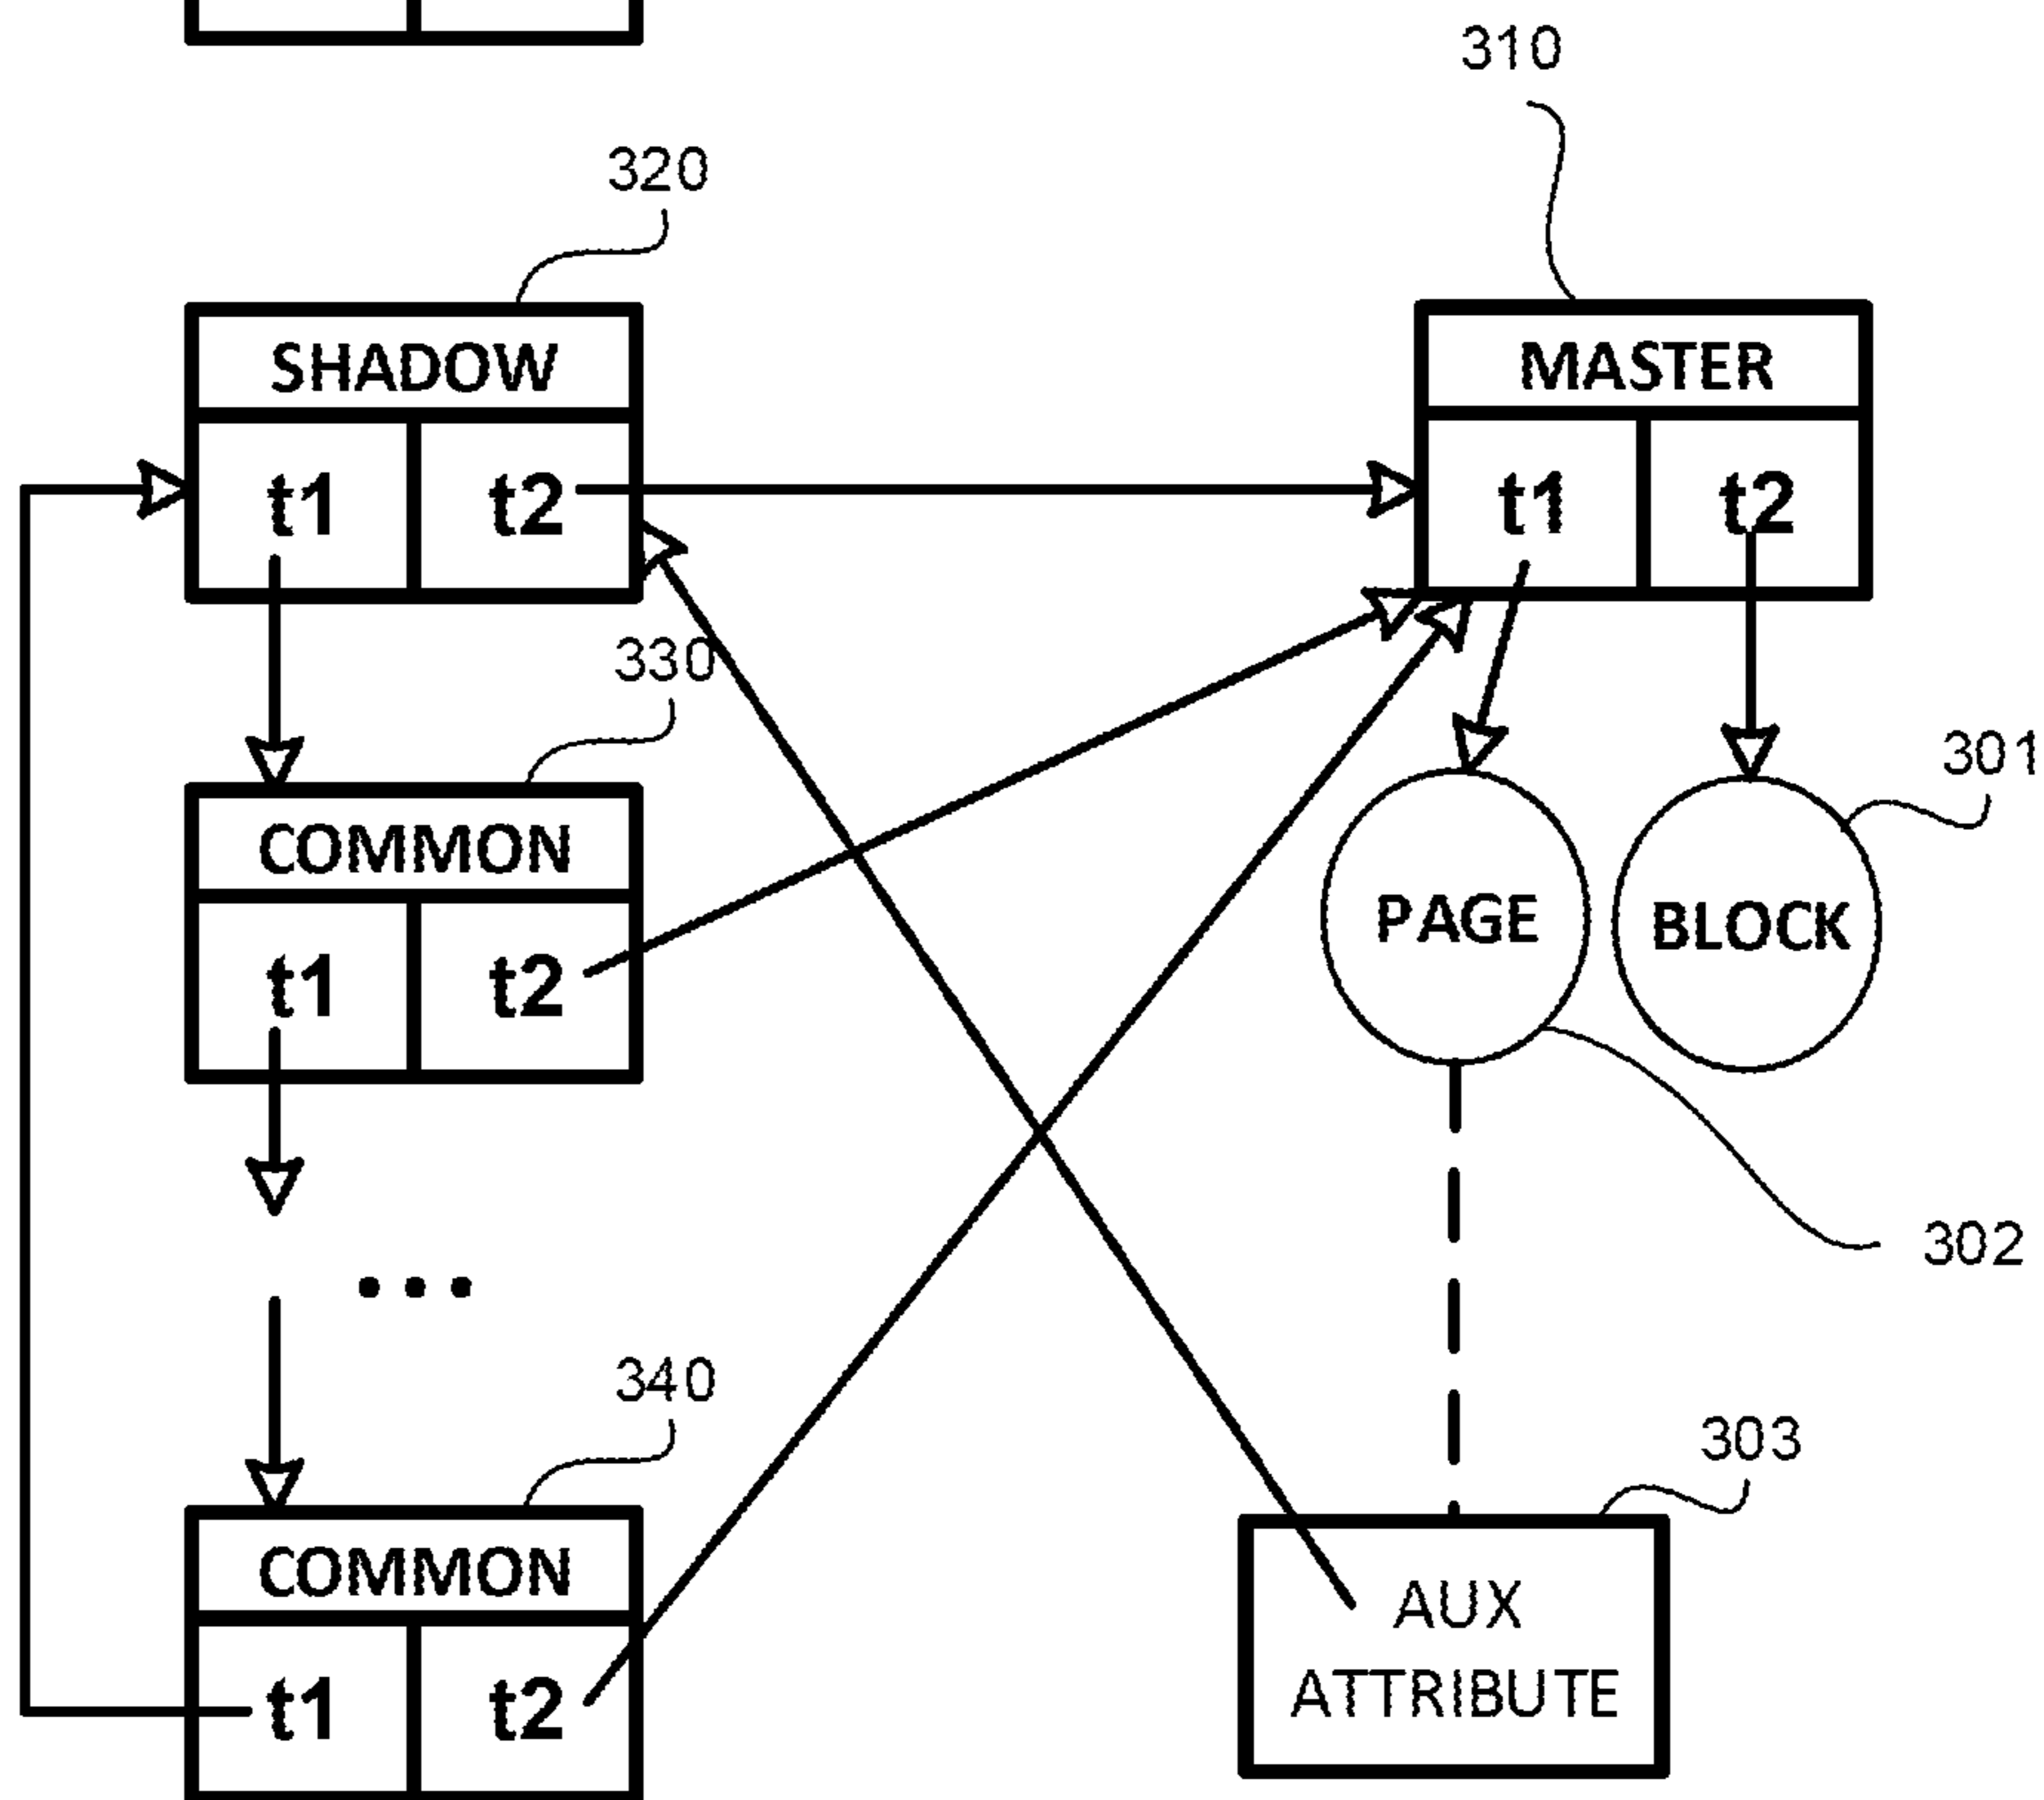 310
320
SHADOW
MASTER
t1 t2
t1 t2
330
301
COMMON
PAGE
BLOCK
t1 t2
302
...
340
303
COMMON
AUX
ATTRIBUTE
t1 t2